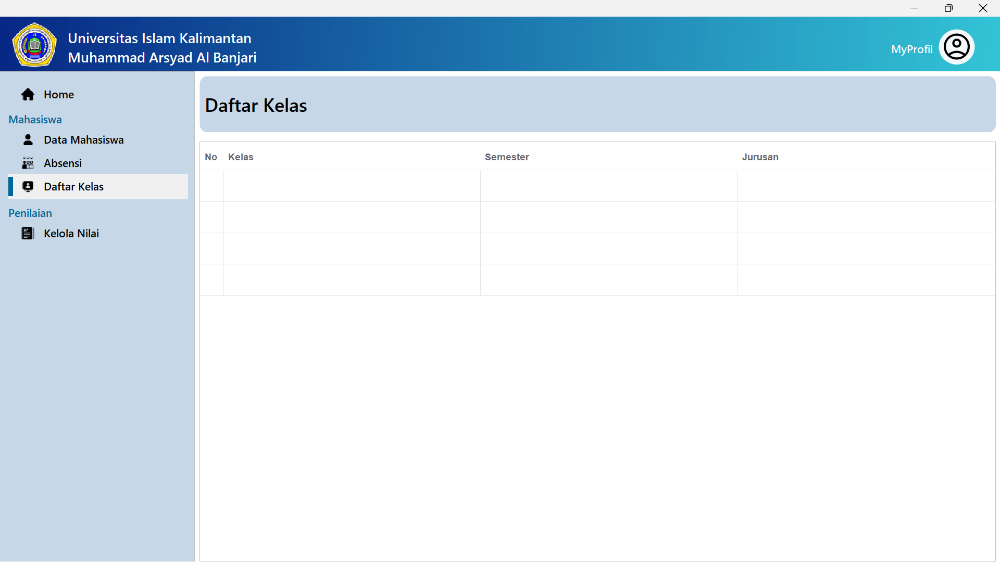 Universitas Islam Kalimantan
Muhammad Arsyad Al Banjari
MyProfil
Home
Mahasiswa
Data Mahasiswa
Absensi
Daftar Kelas
Penilaian
Kelola Nilai
Daftar Kelas
No Kelas Semester Jurusan